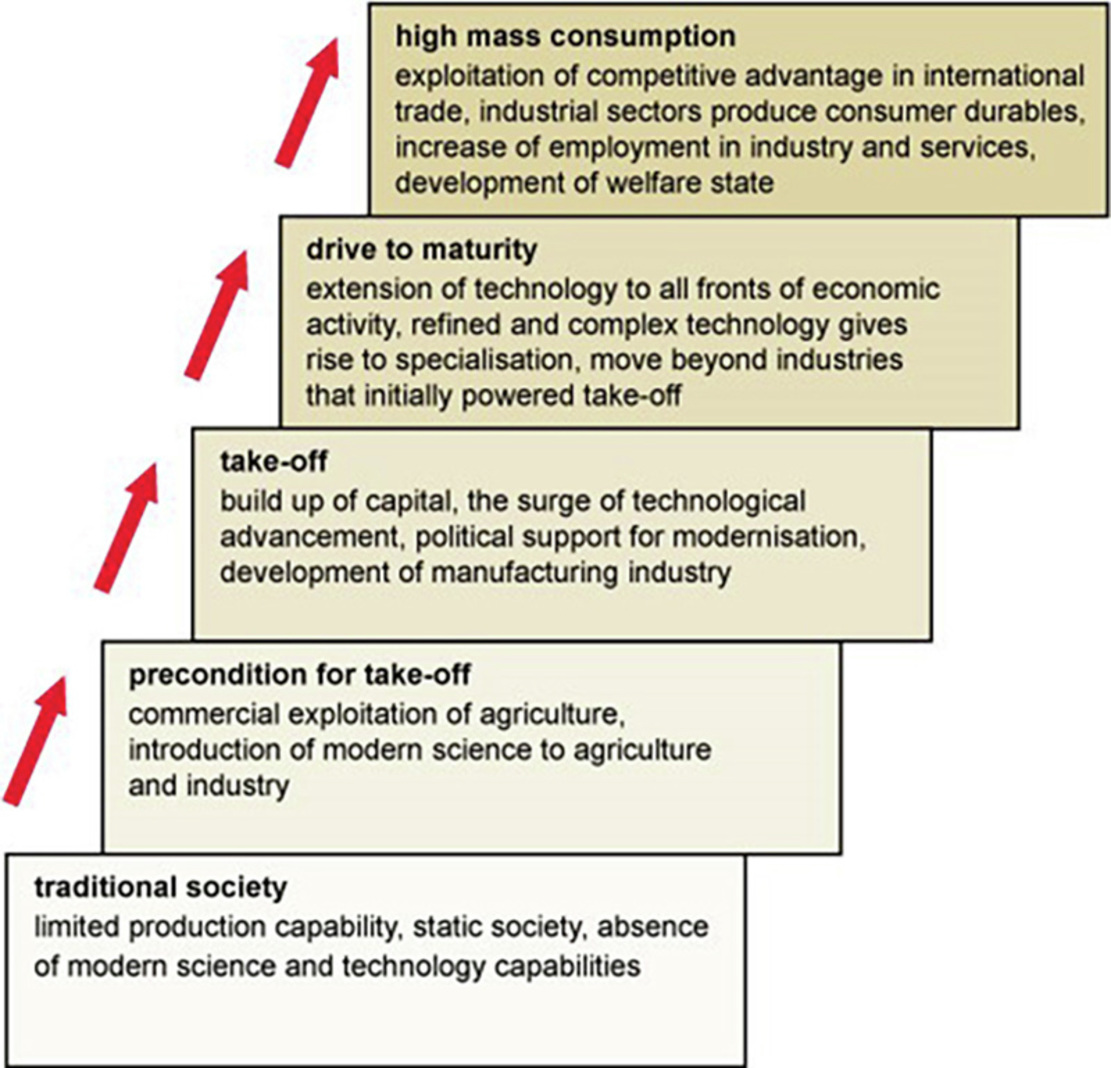 high mass consumption
exploitation of competitive advantage in international
trade, industrial sectors produce consumer durables,
increase of employment in industry and services,
development of welfare state
drive to maturity
extension of technology to all fronts of economic
activity, refined and complex technology gives
rise to specialisation, move beyond industries
that initially powered take-off
take-off
build up of capital, the surge of technological
advancement, political support for modernisation,
development of manufacturing industry
precondition for take-off
commercial exploitation of agriculture,
introduction of modern science to agriculture
and industry
traditional society
limited production capability, static society, absence
of modern science and technology capabilities